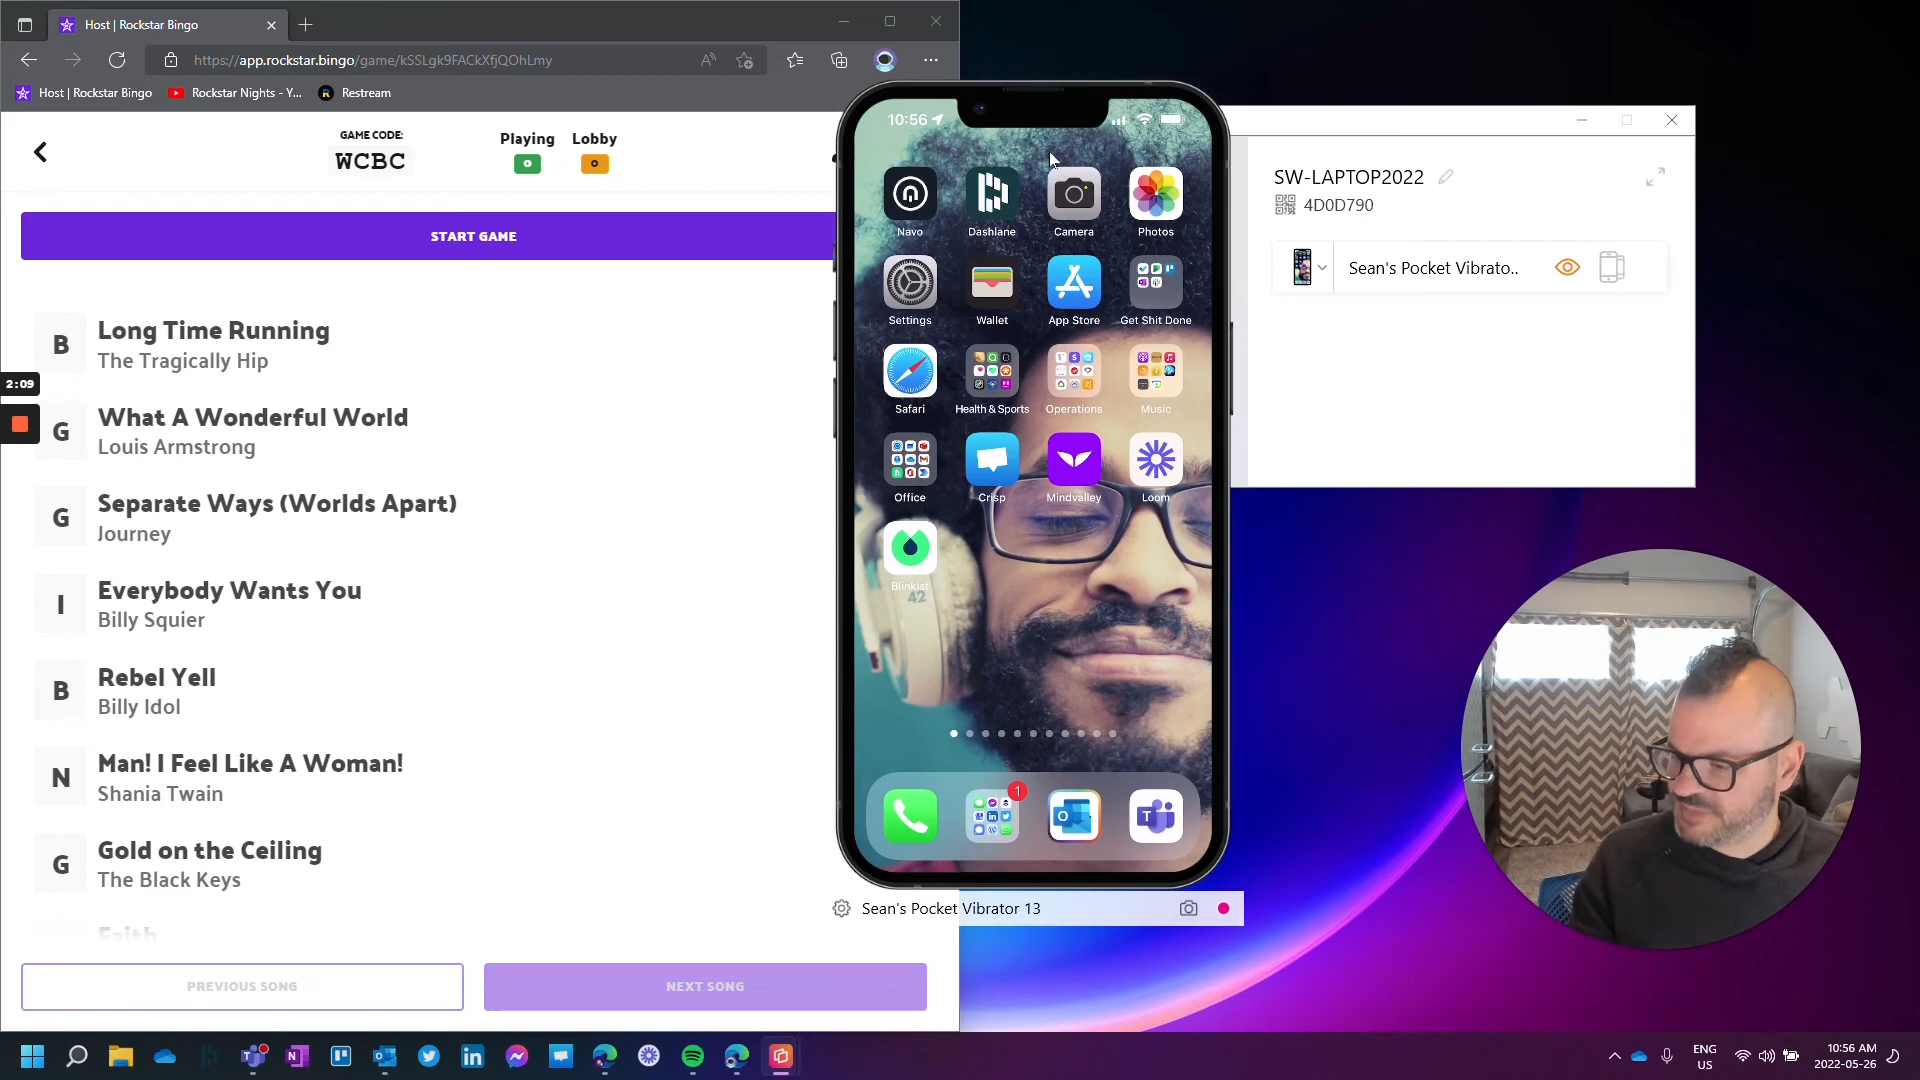 Host | Rockstar Bingo
https://app.rockstar.bingo/game/kSSLgk9FACkXfjQOhLmy
Host | Rockstar Bingo
Rockstar Nights - Y...
Restream
GAME CODE:
WCBC
Playing
0
Lobby
0
START GAME
B
Long Time Running
The Tragically Hip
2:09
G
What A Wonderful World
Louis Armstrong
G
Separate Ways (Worlds Apart)
Journey
I
Everybody Wants You
Billy Squier
B
Rebel Yell
Billy Idol
N
Man! I Feel Like A Woman!
Shania Twain
G
Gold on the Ceiling
The Black Keys
Faith
PREVIOUS SONG
NEXT SONG
10:56
Navo
Dashlane
Camera
Photos
Settings
Wallet
App Store
Get Shit Done
Safari
Health & Sports
Operations
Music
Office
Crisp
Mindvalley
Loom
Blinkist
42
1
Sean's Pocket Vibrator 13
SW-LAPTOP2022
4D0D790
Sean's Pocket Vibrato..
ENG
US
10:56 AM
2022-05-26